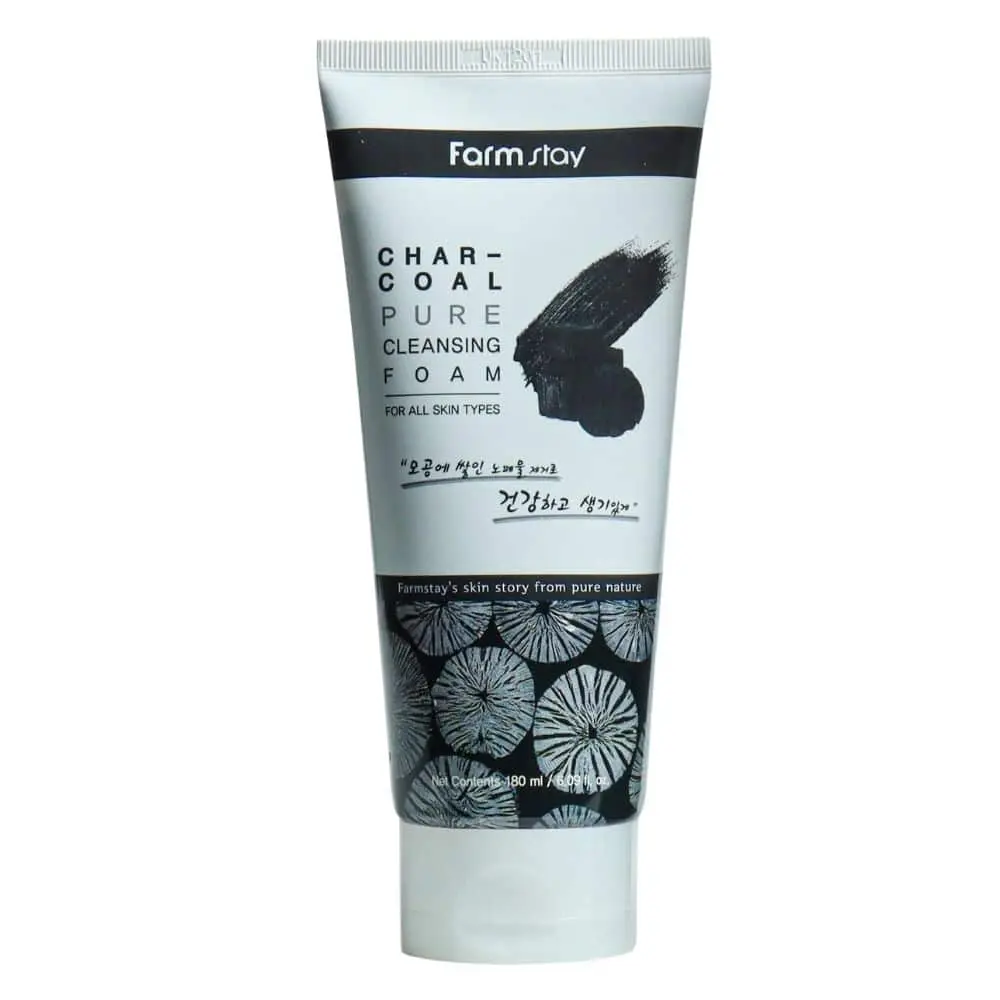 Farm stay
CHAR-
COAL
PURE
CLEANSING
FOAM
FOR ALL SKIN TYPES
"모공에 쌓인 노폐물 제거로
건강하고 생기있게"
Farmstay's skin story from pure nature
Net Contents 180 ml / 6.09 fl. oz.